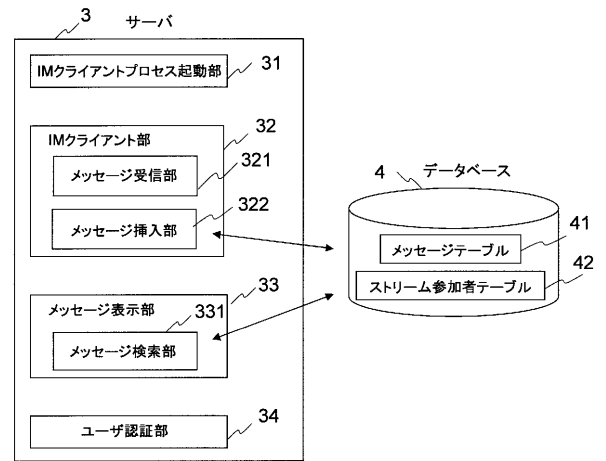 3
サーバ
IMクライアントプロセス起動部
31
IMクライアント部
32
メッセージ受信部
321
メッセージ挿入部
322
メッセージ表示部
33
331
メッセージ検索部
ユーザ認証部
34
4
データベース
メッセージテーブル
41
ストリーム参加者テーブル
42